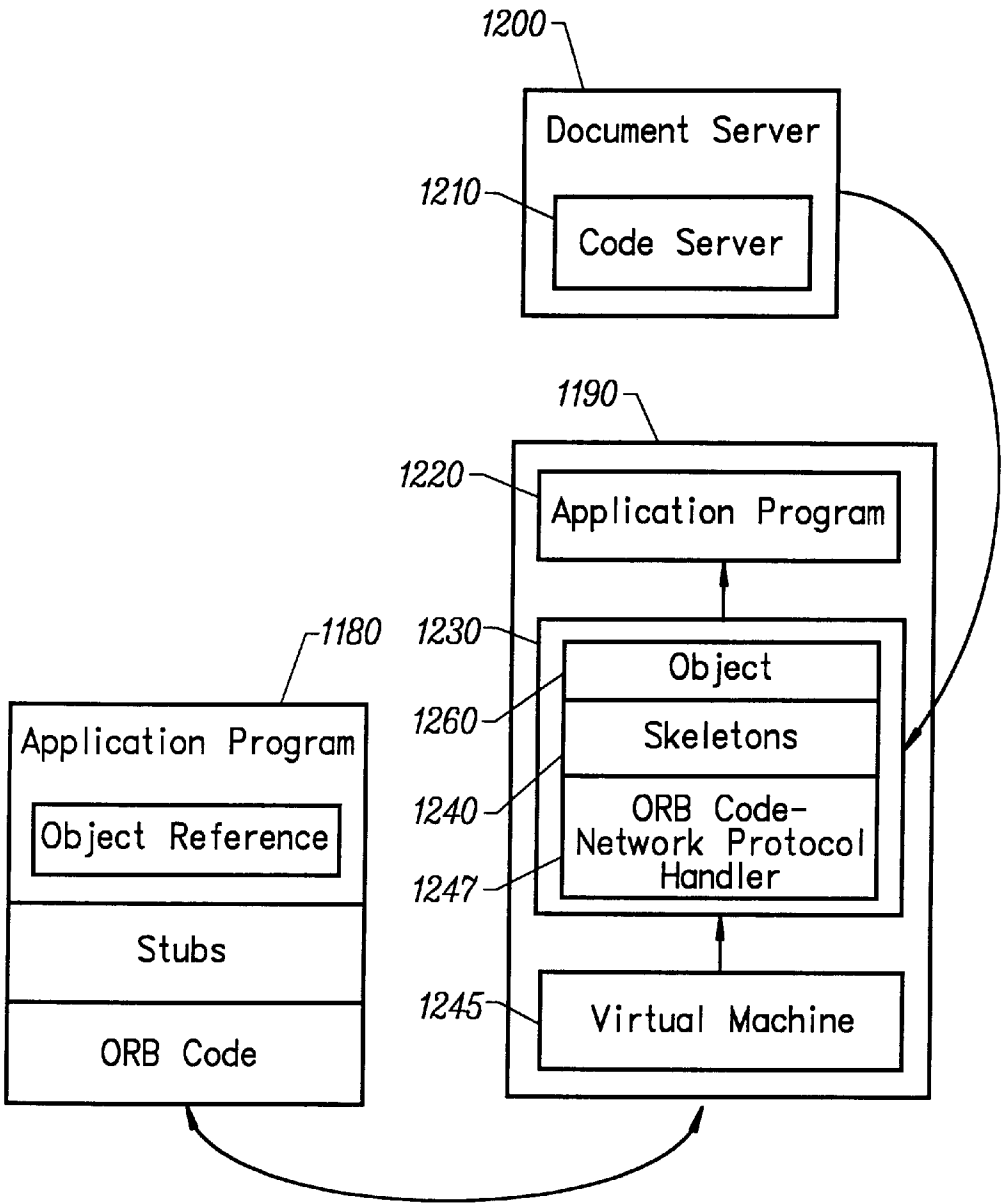 1200
Document Server
1210
Code Server
1190
1220
Application Program
1180
1230
Object
1260
Application Program
Skeletons
1240
ORB Code-
Object Reference
Network Protocol
1247
Handler
Stubs
1245
Virtual Machine
ORB Code